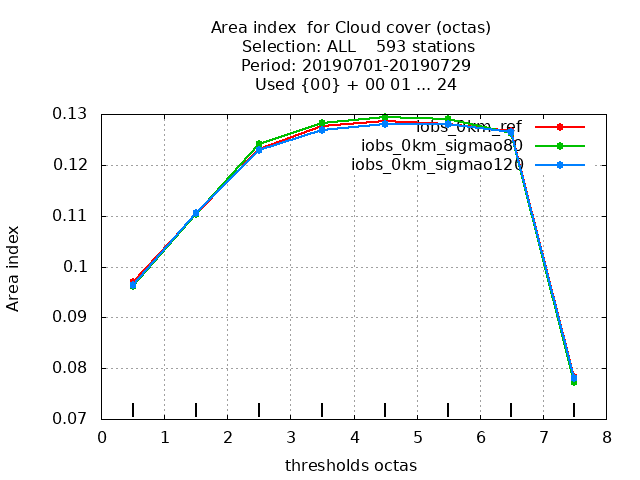 Area index  for Cloud cover (octas)
Selection: ALL    593 stations
Period: 20190701-20190729
Used {00} + 00 01 ... 24
0.13
iobs_0km_ref
iobs_0km_sigmao80
0.12
iobs_0km_sigmao120
0.11
Area index
0.1
0.09
0.08
0.07
0 1 2 3 4 5 6 7 8
thresholds octas